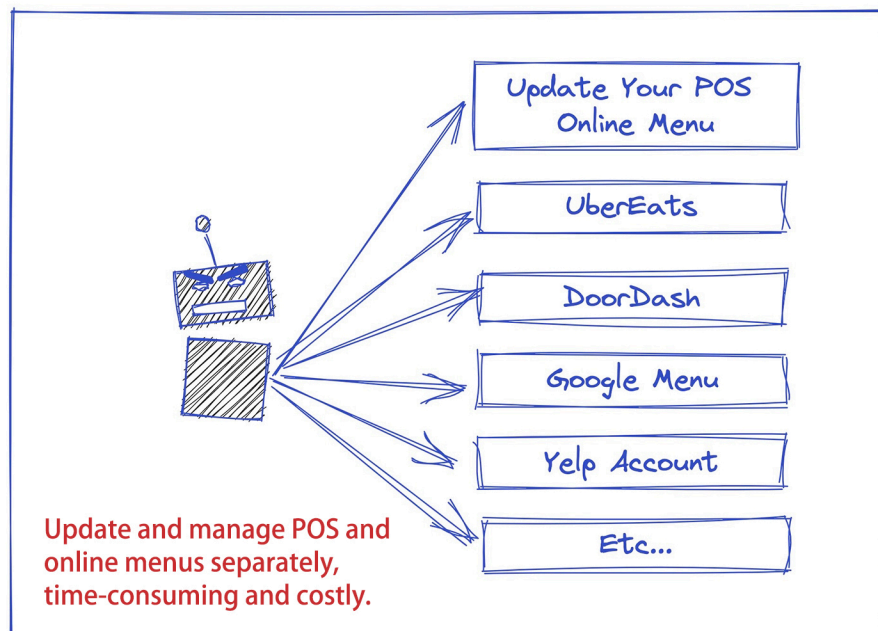 Update Your POS
Online Menu
UberEats
DoorDash
Google Menu
Yelp Account
Etc...
Update and manage POS and
online menus separately,
time-consuming and costly.